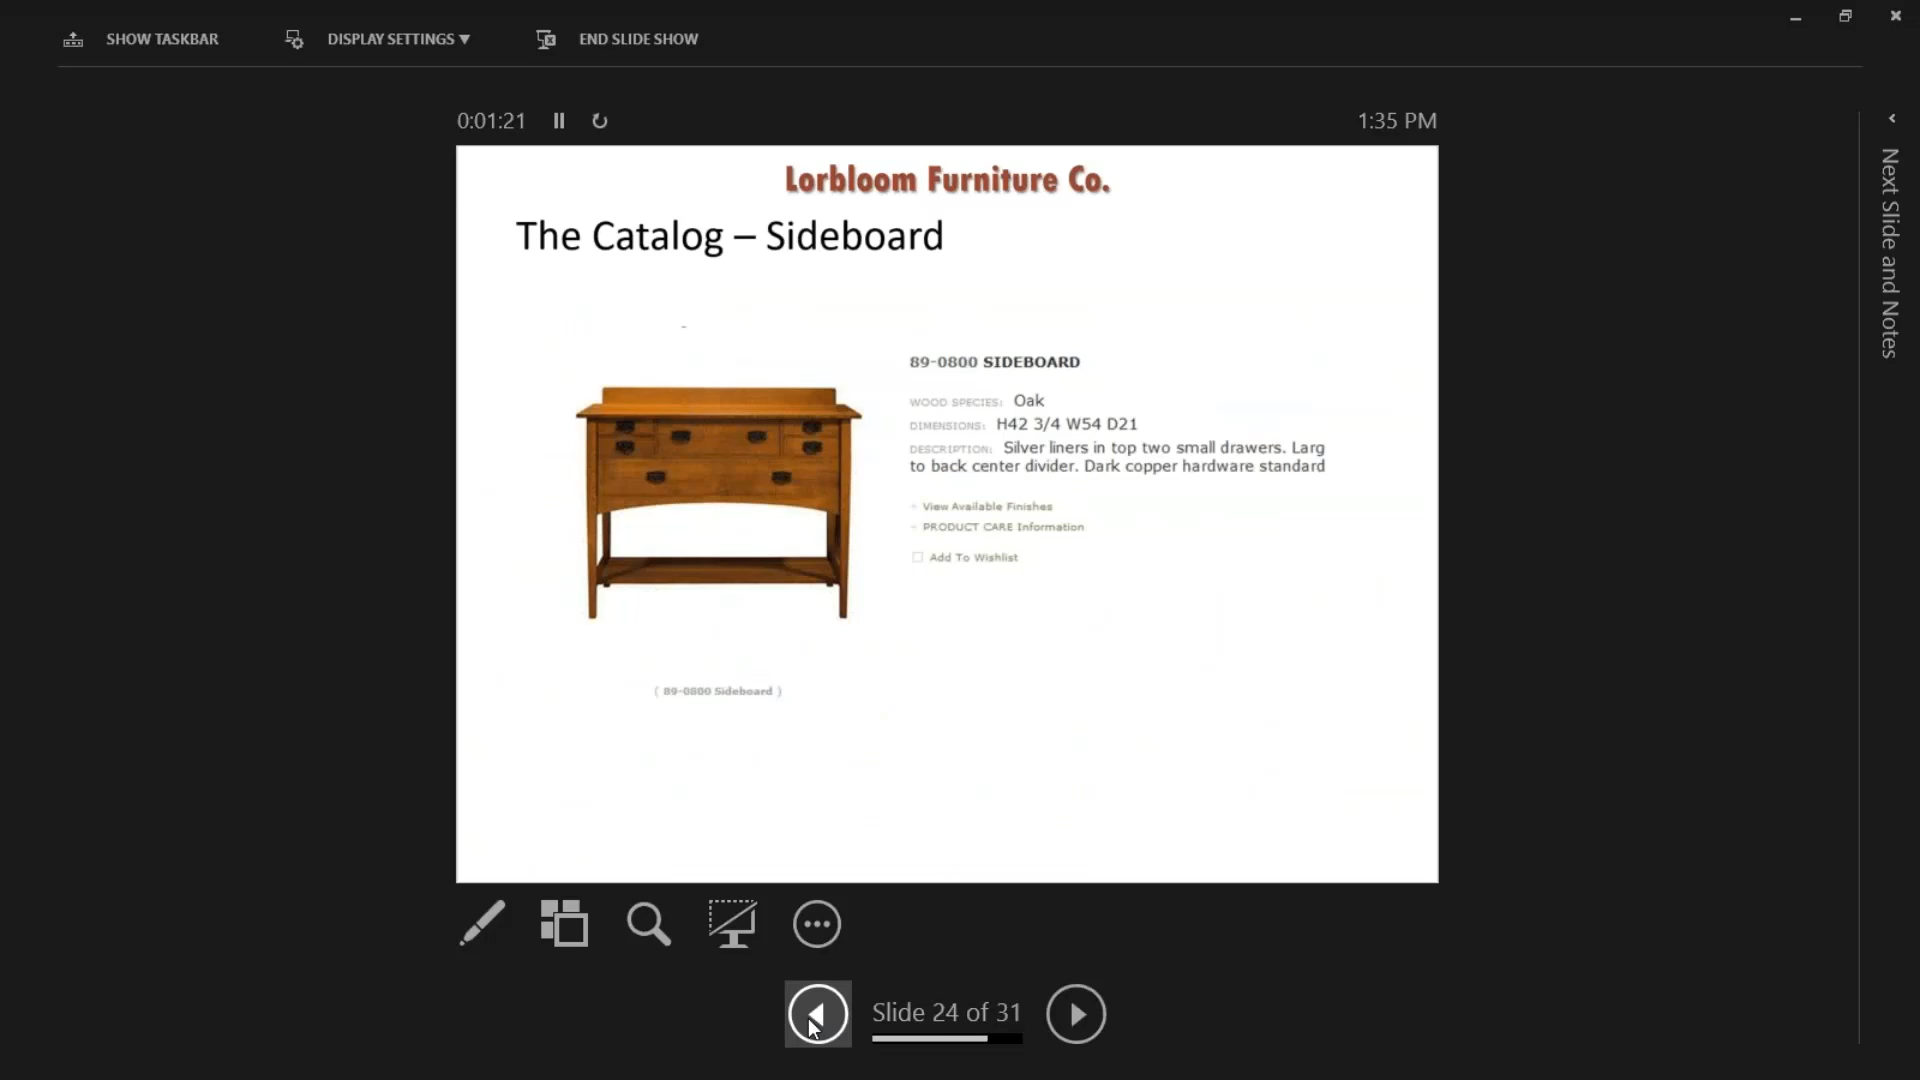 SHOW TASKBAR DISPLAY SETTINGS ▼ END SLIDE SHOW
0:01:21 1:35 PM
Lorbloom Furniture Co.
The Catalog – Sideboard
89-0800 SIDEBOARD
WOOD SPECIES: Oak
DIMENSIONS: H42 3/4 W54 D21
DESCRIPTION: Silver liners in top two small drawers. Larg
to back center divider. Dark copper hardware standard
+ View Available Finishes
+ PRODUCT CARE Information
Add To Wishlist
( 89-0800 Sideboard )
Slide 24 of 31
Next Slide and Notes